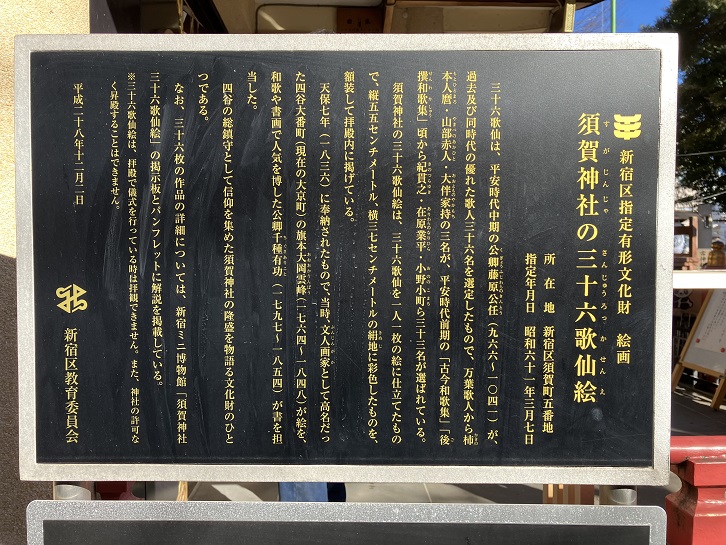 新宿区指定有形文化財 絵画
須賀神社の三十六歌仙絵
すがじんじゃ さんじゅうろっかせんえ
所在地 新宿区須賀町五番地
指定年月日 昭和六十一年三月七日
三十六歌仙は、平安時代中期の公卿藤原公任(九六六~一〇四一)が、
過去及び同時代の優れた歌人三十六名を選定したもので、万葉歌人から柿
本人麿・山部赤人・大伴家持の三名が、平安時代前期の「古今和歌集」「後
撰和歌集」頃から紀貫之・在原業平・小野小町ら三十三名が選ばれている。
須賀神社の三十六歌仙絵は、三十六歌仙を一人一枚の絵に仕立てたもの
で、縦五五センチメートル、横三七センチメートルの絹地に彩色したものを、
額装して拝殿内に掲げている。
天保七年(一八三六)に奉納されたもので、当時、文人画家として高名だっ
た四谷大番町(現在の大京町)の旗本大岡雲峰(一七六四~一八四八)が絵を、
和歌や書画で人気を博した公卿千種有功(一七九七~一八五四)が書を担
当した。
四谷の総鎮守として信仰を集めた須賀神社の隆盛を物語る文化財のひと
つである。
なお、三十六枚の作品の詳細については、新宿ミニ博物館「須賀神社
三十六歌仙絵」の掲示板とパンフレットに解説を掲載している。
※三十六歌仙絵は、拝殿で儀式を行っている時は拝観できません。また、神社の許可な
く昇殿することはできません。
平成二十八年十二月二日
新宿区教育委員会